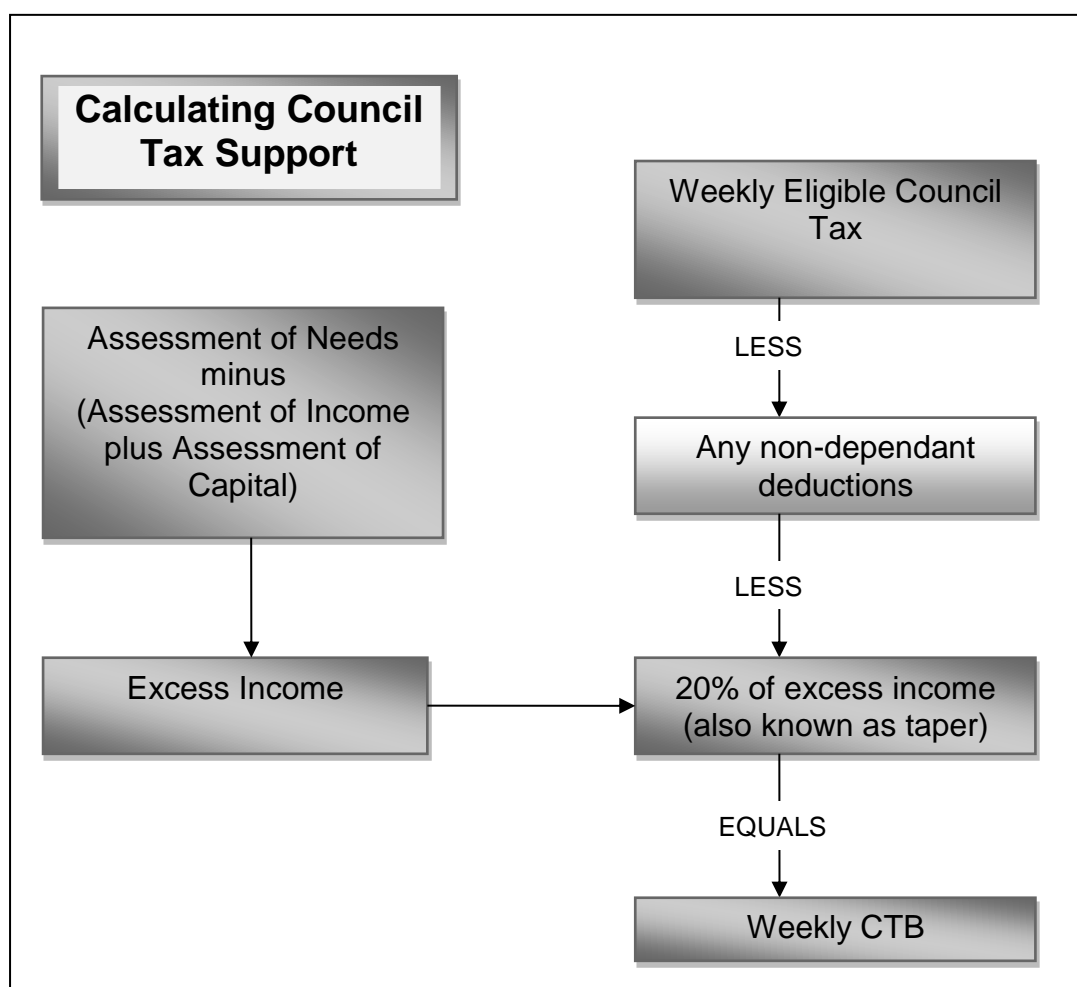 Calculating Council
Tax Support
Assessment of Needs
minus
(Assessment of Income
plus Assessment of
Capital)
Excess Income
Weekly Eligible Council
Tax
LESS
Any non-dependant
deductions
LESS
20% of excess income
(also known as taper)
EQUALS
Weekly CTB